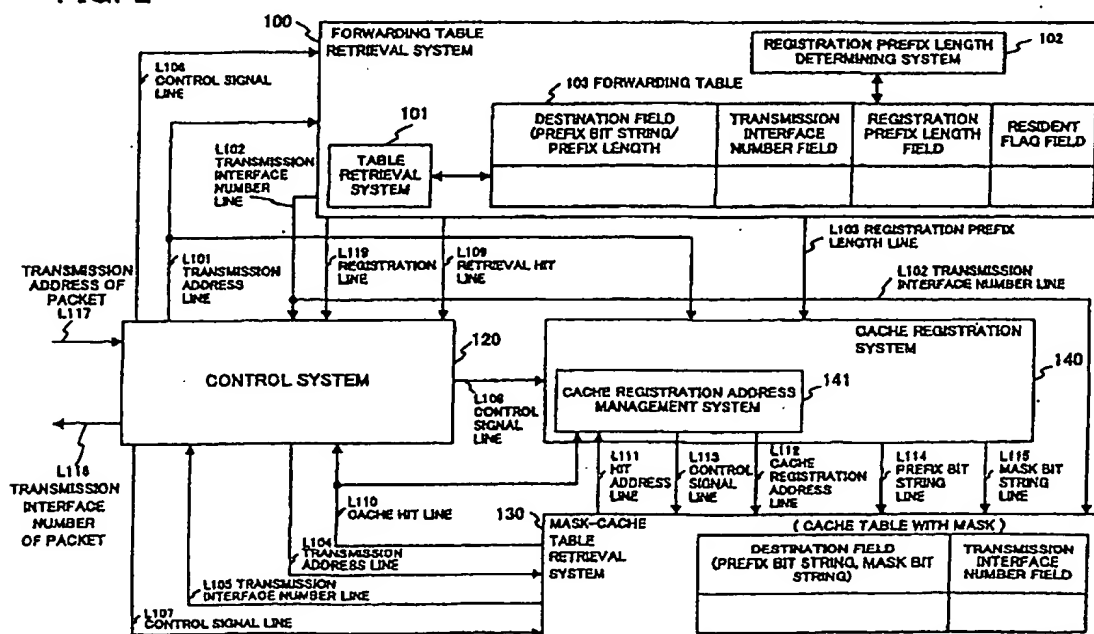 100
FORWARDING TABLE
RETRIEVAL SYSTEM
REGISTRATION PREFIX LENGTH
DETERMINING SYSTEM
102
L106
CONTROL SIGNAL
LINE
103 FORWARDING TABLE
101
TABLE
RETRIEVAL
SYSTEM
DESTINATION FIELD
(PREFIX BIT STRING/
PREFIX LENGTH
TRANSMISSION
INTERFACE
NUMBER FIELD
REGISTRATION
PREFIX LENGTH
FIELD
RESIDENT
FLAG FIELD
L102
TRANSMISSION
INTERFACE
NUMBER
LINE
L101
TRANSMISSION
ADDRESS
LINE
L119
REGISTRATION
LINE
L109
RETRIEVAL HIT
LINE
L103 REGISTRATION PREFIX
LENGTH LINE
L102 TRANSMISSION
INTERFACE NUMBER LINE
TRANSMISSION
ADDRESS OF
PACKET
L117
CONTROL SYSTEM
120
L108
CONTROL
SIGNAL
LINE
CACHE REGISTRATION
SYSTEM
140
CACHE REGISTRATION ADDRESS
MANAGEMENT SYSTEM
141
L118
TRANSMISSION
INTERFACE
NUMBER
OF PACKET
L110
CACHE HIT LINE
L111
HIT
ADDRESS
LINE
L113
CONTROL
SIGNAL
LINE
L112
CACHE
REGISTRATION
ADDRESS
LINE
L114
PREFIX BIT
STRING
LINE
L115
MASK BIT
STRING LINE
L104
TRANSMISSION
ADDRESS LINE
L105 TRANSMISSION
INTERFACE NUMBER LINE
L107
CONTROL SIGNAL LINE
130
MASK-CACHE
TABLE
RETRIEVAL
SYSTEM
( CACHE TABLE WITH MASK )
DESTINATION FIELD
(PREFIX BIT STRING, MASK BIT
STRING)
TRANSMISSION
INTERFACE
NUMBER FIELD